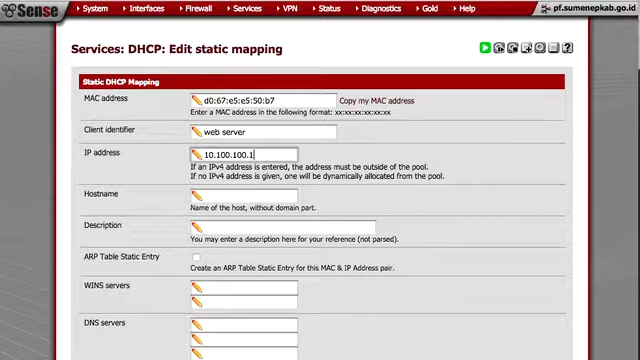 Sense
System
Interfaces
Firewall
Services
VPN
Status
Diagnostics
Gold
Help
pf.sumenepkab.go.id
Services: DHCP: Edit static mapping
?
Static DHCP Mapping
MAC address
d0:67:e5:e5:50:b7
Copy my MAC address
Enter a MAC address in the following format: xx:xx:xx:xx:xx:xx
Client identifier
web server
IP address
10.100.100.1
If an IPv4 address is entered, the address must be outside of the pool.
If no IPv4 address is given, one will be dynamically allocated from the pool.
Hostname
Name of the host, without domain part.
Description
You may enter a description here for your reference (not parsed).
ARP Table Static Entry
Create an ARP Table Static Entry for this MAC & IP Address pair.
WINS servers
DNS servers